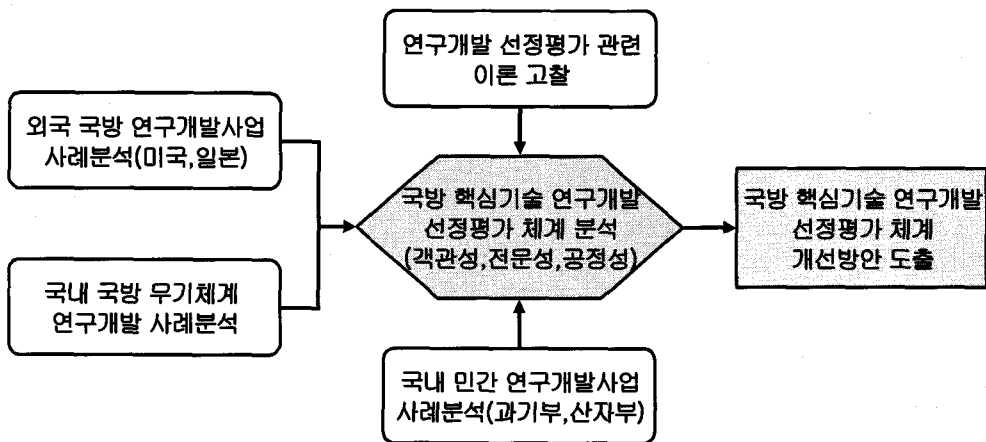 연구개발 선정평가 관련
이론 고찰
외국 국방 연구개발사업
사례분석(미국,일본)
국방 핵심기술 연구개발
선정평가 체계 분석
(객관성,전문성,공정성)
국방 핵심기술 연구개발
선정평가 체계
개선방안 도출
국내 국방 무기체계
연구개발 사례분석
국내 민간 연구개발사업
사례분석(과기부,산자부)